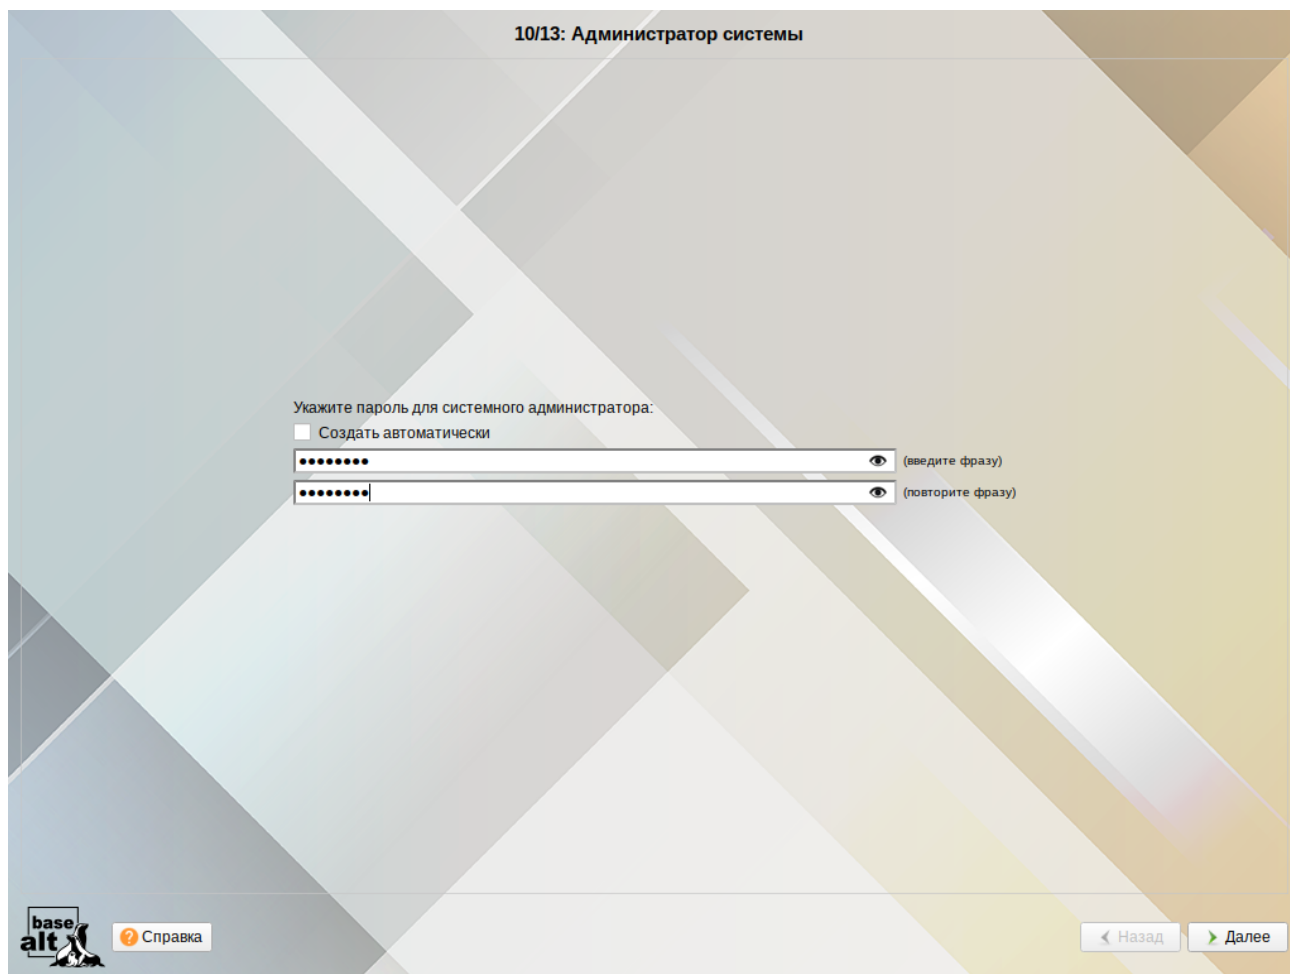 10/13: Администратор системы
Укажите пароль для системного администратора:
Создать автоматически
•••••••• (введите фразу)
•••••••• (повторите фразу)
base
alt
Справка
Назад
Далее